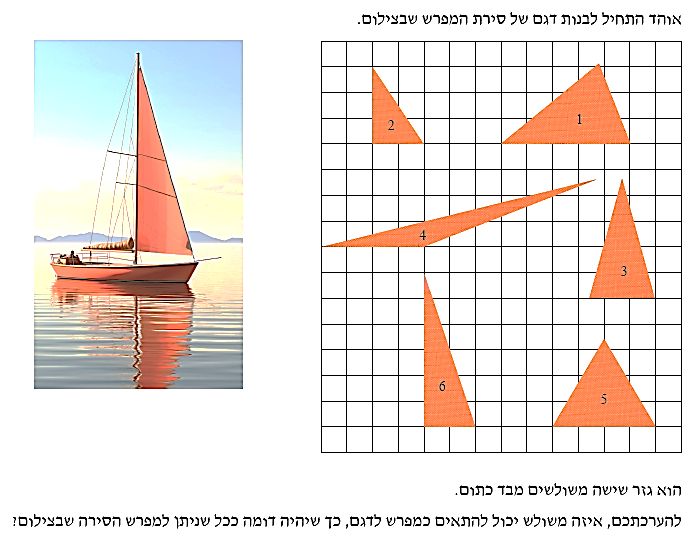 אוהד התחיל לבנות דגם של סירת המפרש שבצילום.
1
2
4
3
6
5
הוא גזר שישה משולשים מבד כתום.
להערכתכם, איזה משולש יכול להתאים כמפרש לדגם, כך שיהיה דומה ככל שניתן למפרש הסירה שבצילום?